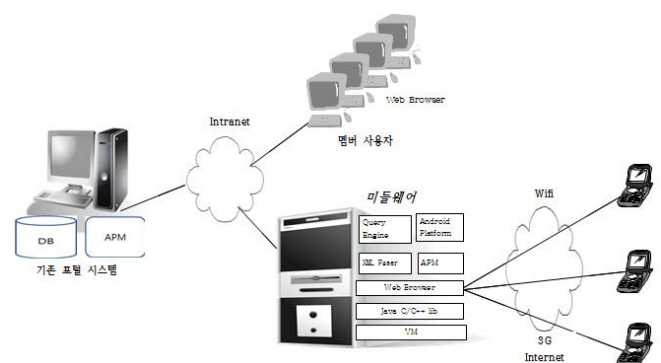 Web Browser
멤버 사용자
Intranet
DB
APM
기존 포털 시스템
미들웨어
Query
Engine
Android
Platform
XML Paser
APM
Web Browser
Java C/C++ lib
VM
Wifi
3G
Internet